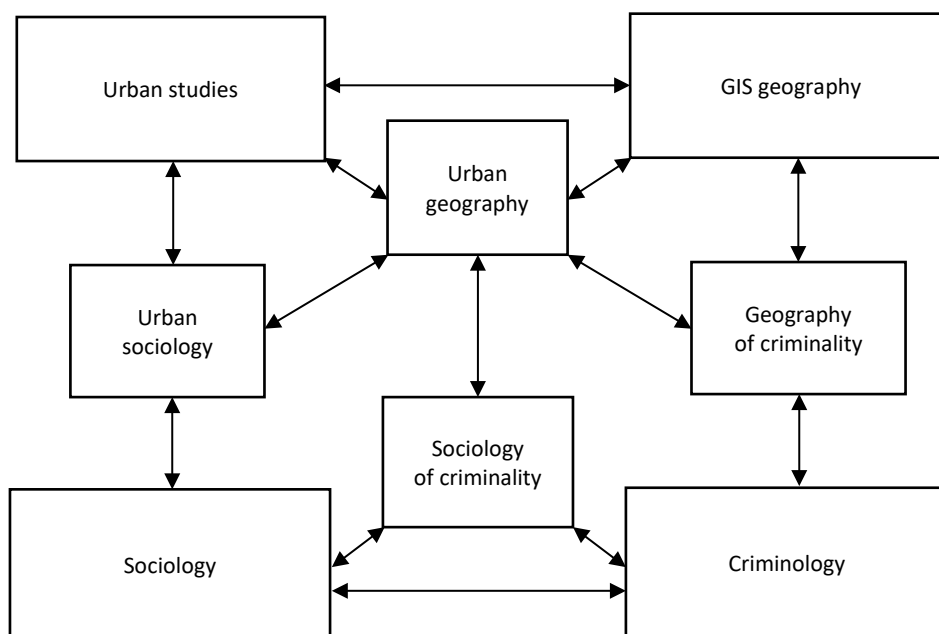 Urban studies
GIS geography
Urban
geography
Urban
sociology
Geography
of criminality
Sociology
of criminality
Sociology
Criminology